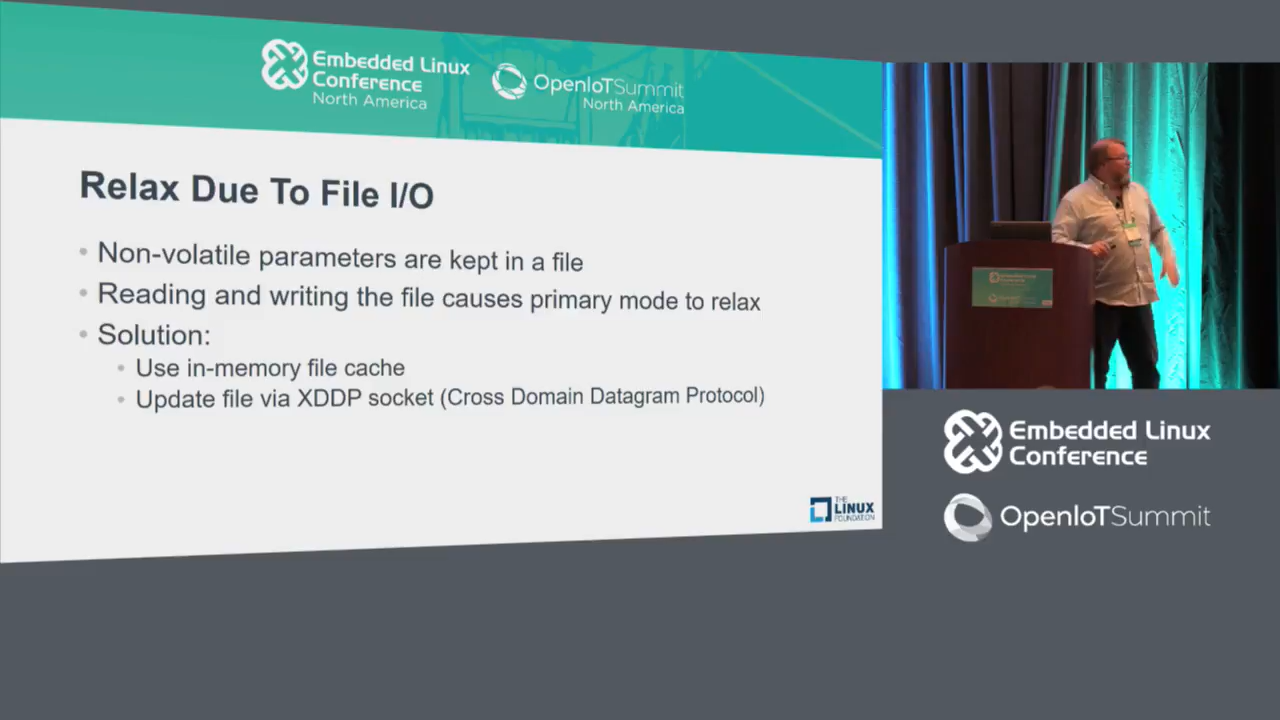 Embedded Linux
Conference
North America
OpenIoTSummit
North America
Relax Due To File I/O
• Non-volatile parameters are kept in a file
• Reading and writing the file causes primary mode to relax
• Solution:
• Use in-memory file cache
• Update file via XDDP socket (Cross Domain Datagram Protocol)
THE
LINUX
FOUNDATION
Embedded Linux
Conference
OpenIoTSummit